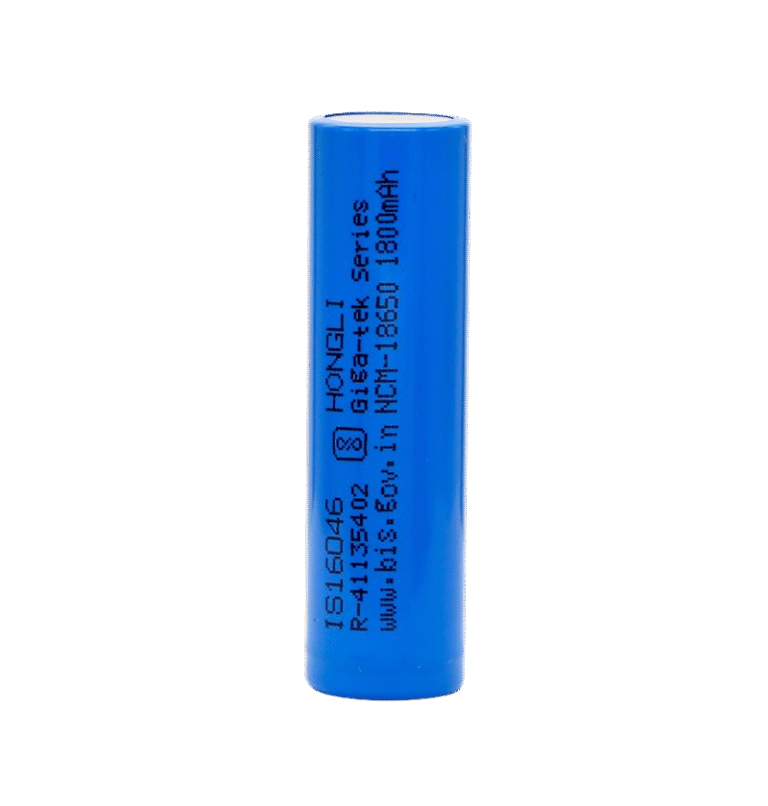 IS16046 HONGLI
R-41135402 Giga-tek Series
www.bis.gov.in NCM-18650 1800mAh